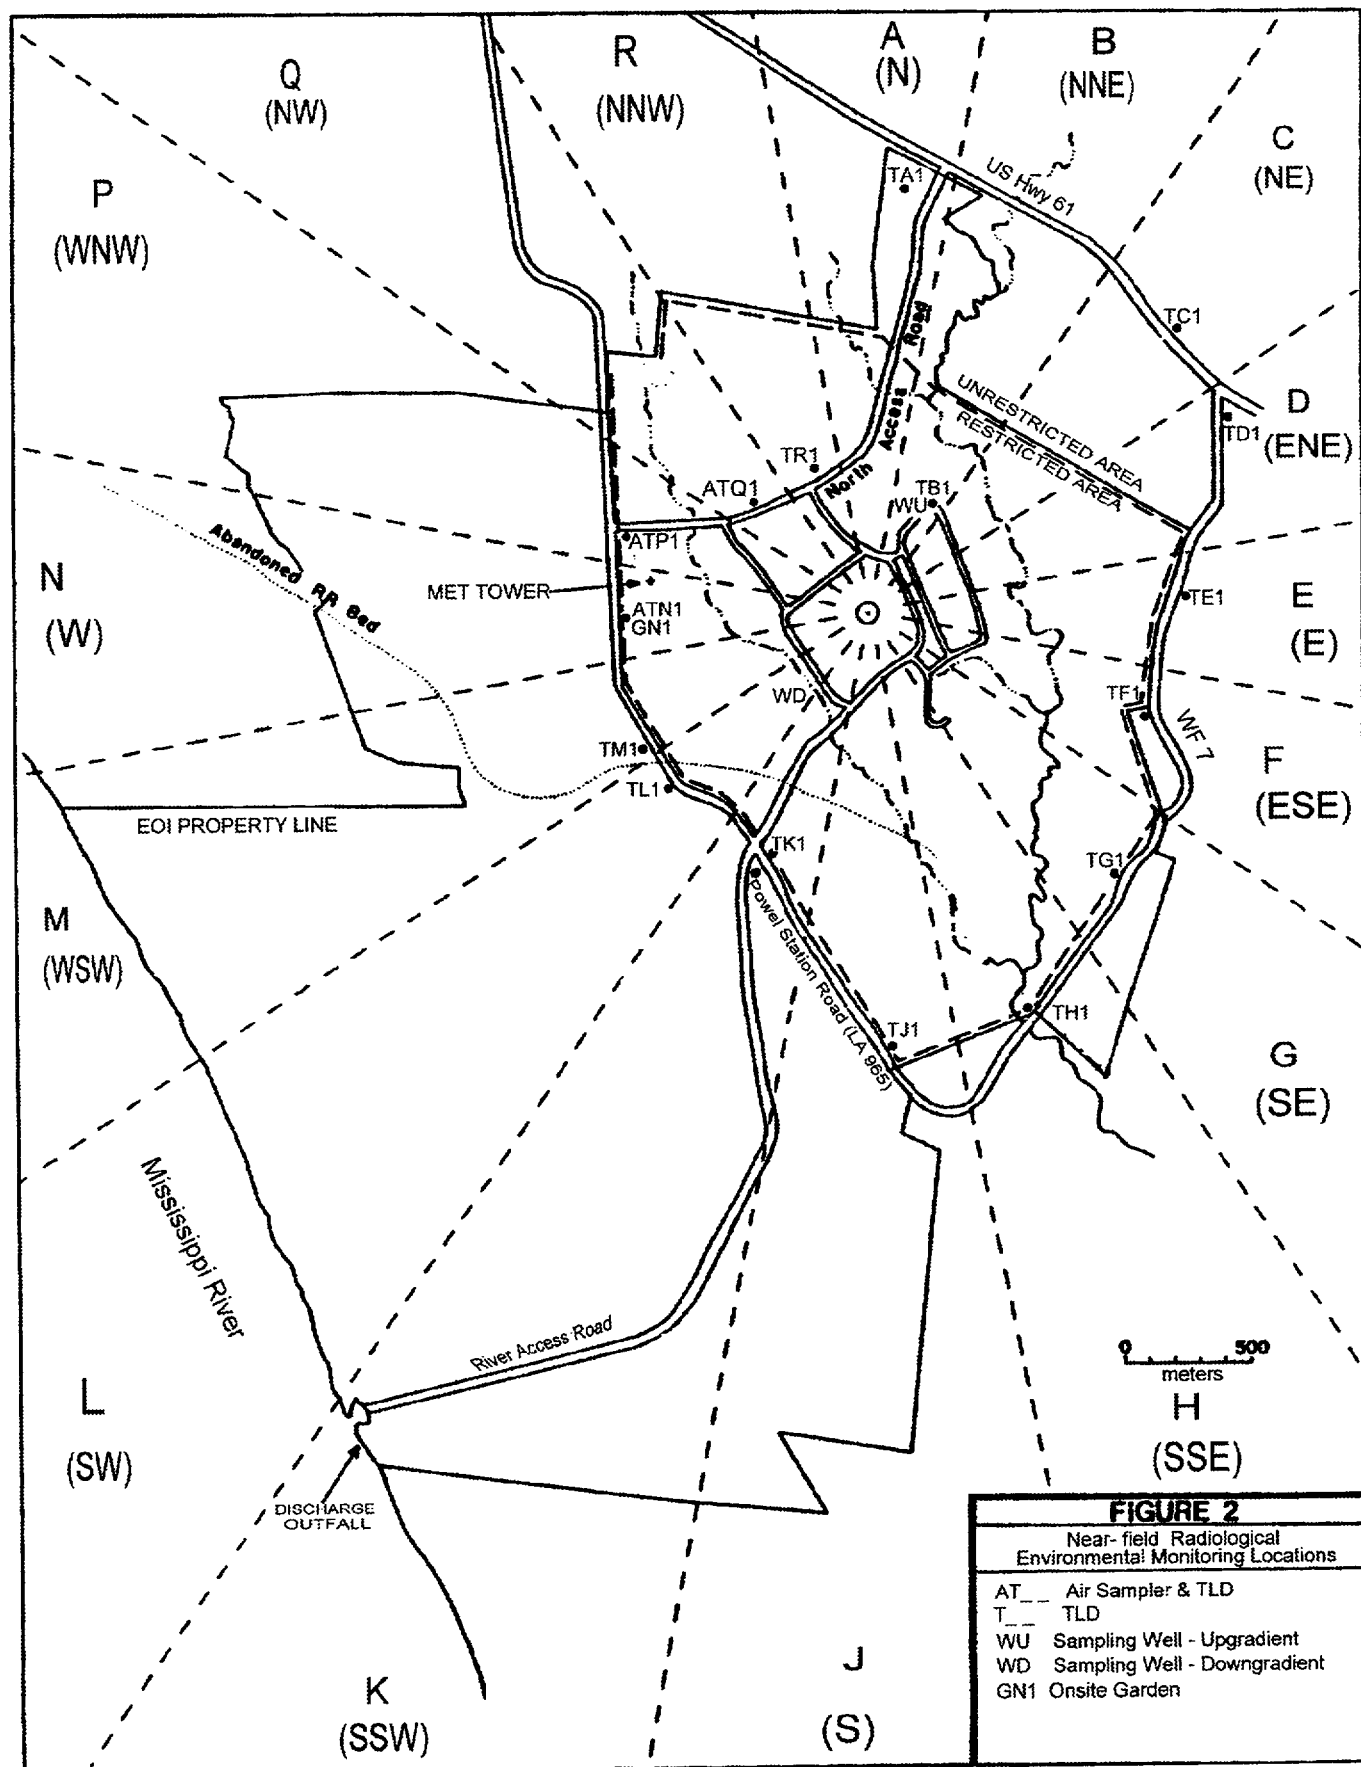 Q
(NW)
R
(NNW)
A
(N)
B
(NNE)
C
(NE)
P
(WNW)
US Hwy 61
TA1
TC1
North Access Road
UNRESTRICTED AREA
RESTRICTED AREA
D
(ENE)
TD1
TR1
ATQ1
TB1
WU
ATP1
Abandoned RR Bed
MET TOWER
N
(W)
ATN1
GN1
TE1
E
(E)
WD
TF1
WF 7
TM1
TL1
F
(ESE)
EOI PROPERTY LINE
TK1
TG1
M
(WSW)
Powel Station Road (LA 965)
TH1
TJ1
G
(SE)
Mississippi River
River Access Road
0 500
meters
L
(SW)
H
(SSE)
DISCHARGE
OUTFALL
K
(SSW)
J
(S)
FIGURE 2
Near- field Radiological
Environmental Monitoring Locations
AT_ _ Air Sampler & TLD
T_ _ TLD
WU Sampling Well - Upgradient
WD Sampling Well - Downgradient
GN1 Onsite Garden